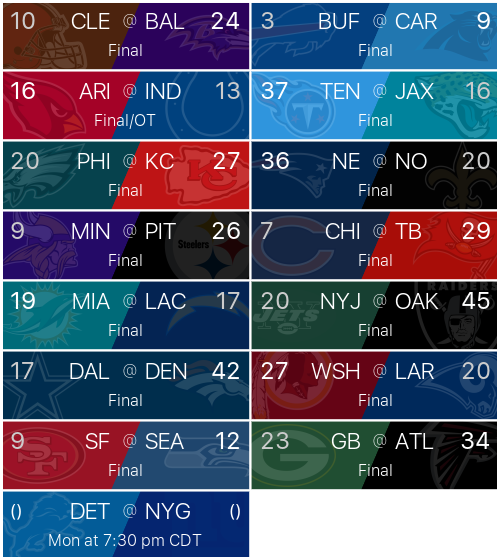 10 CLE @ BAL 24
Final
3 BUF @ CAR 9
Final
16 ARI @ IND 13
Final/OT
37 TEN @ JAX 16
Final
20 PHI @ KC 27
Final
36 NE @ NO 20
Final
9 MIN @ PIT 26
Steelers
Final
7 CHI @ TB 29
Final
19 MIA @ LAC 17
Final
20 NYJ @ OAK 45
JETS
RAIDERS
Final
17 DAL @ DEN 42
Final
27 WSH @ LAR 20
Final
9 SF @ SEA 12
SF
Final
23 GB @ ATL 34
G
Final
() DET @ NYG ()
Mon at 7:30 pm CDT